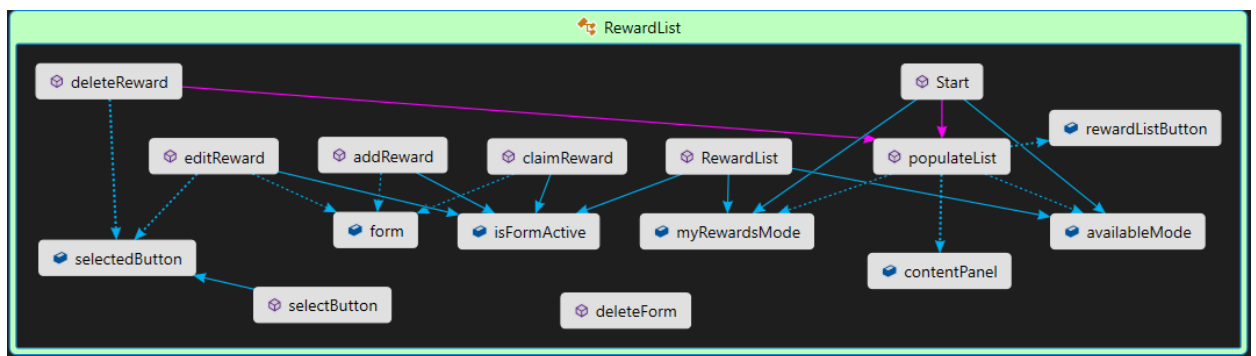 RewardList
deleteReward
Start
rewardListButton
editReward
addReward
claimReward
RewardList
populateList
form
isFormActive
myRewardsMode
availableMode
selectedButton
contentPanel
selectButton
deleteForm